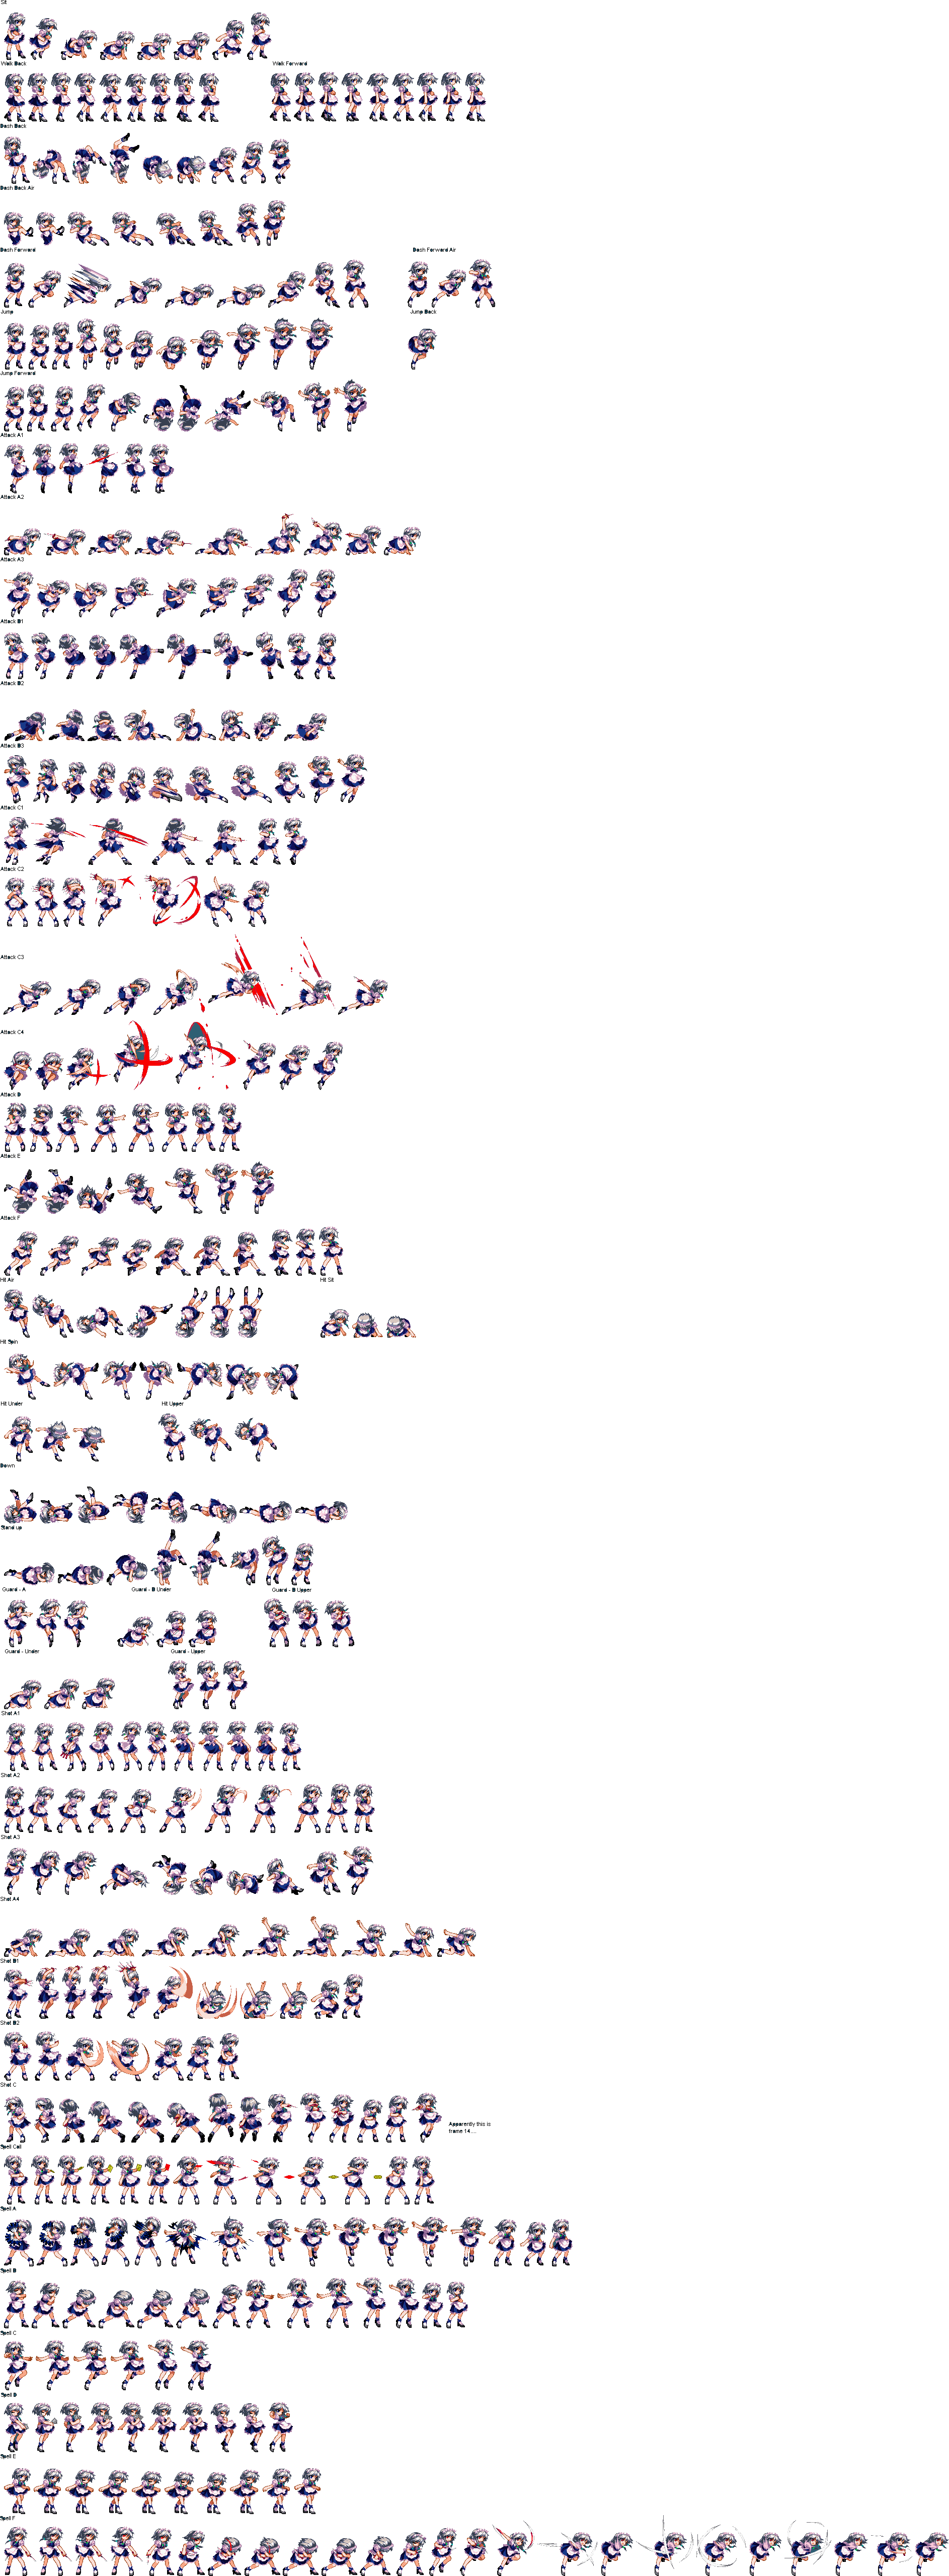 Sit
Walk Back
Walk Forward
Dash Back
Dash Back Air
Dash Forward
Dash Forward Air
Jump
Jump Back
Jump Forward
Attack A1
Attack A2
Attack A3
Attack B1
Attack B2
Attack B3
Attack C1
Attack C2
Attack C3
Attack C4
Attack D
Attack E
Attack F
Hit Air
Hit Sit
Hit Spin
Hit Under
Hit Upper
Down
Stand up
Guard - A
Guard - B Under
Guard - B Upper
Guard - Under
Guard - Upper
Shot A1
Shot A2
Shot A3
Shot A4
Shot B1
Shot B2
Shot C
Apparently this is
frame 14....
Spell Call
Spell A
Spell B
Spell C
Spell D
Spell E
Spell F